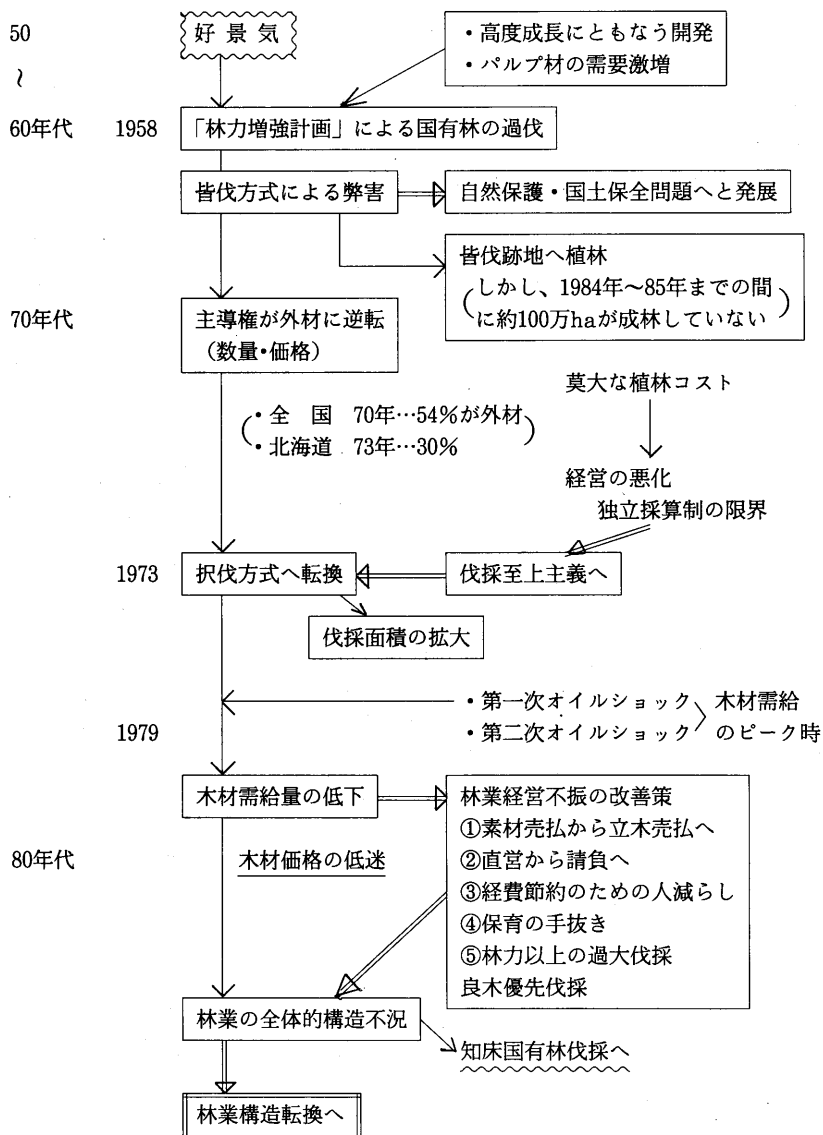 50
好景気
・高度成長にともなう開発
・パルプ材の需要激増
～
60年代
1958
「林力増強計画」による国有林の過伐
皆伐方式による弊害
自然保護・国土保全問題へと発展
皆伐跡地へ植林
(しかし、1984年～85年までの間
に約100万haが成林していない)
70年代
主導権が外材に逆転
(数量・価格)
莫大な植林コスト
(・全　国　70年…54%が外材
・北海道　73年…30%)
経営の悪化
独立採算制の限界
1973
択伐方式へ転換
伐採至上主義へ
伐採面積の拡大
・第一次オイルショック
・第二次オイルショック
木材需給
のピーク時
1979
木材需給量の低下
林業経営不振の改善策
①素材売払から立木売払へ
②直営から請負へ
③経費節約のための人減らし
④保育の手抜き
⑤林力以上の過大伐採
良木優先伐採
80年代
木材価格の低迷
林業の全体的構造不況
知床国有林伐採へ
林業構造転換へ